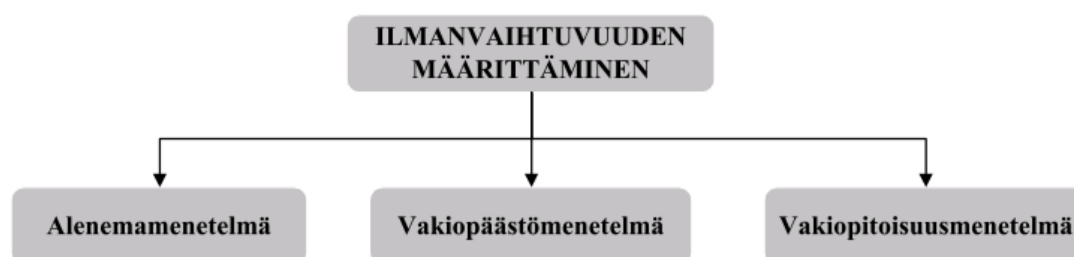 ILMANVAIHTUVUUDEN
MÄÄRITTÄMINEN
Alenemamenetelmä
Vakiopäästömenetelmä
Vakiopitoisuusmenetelmä